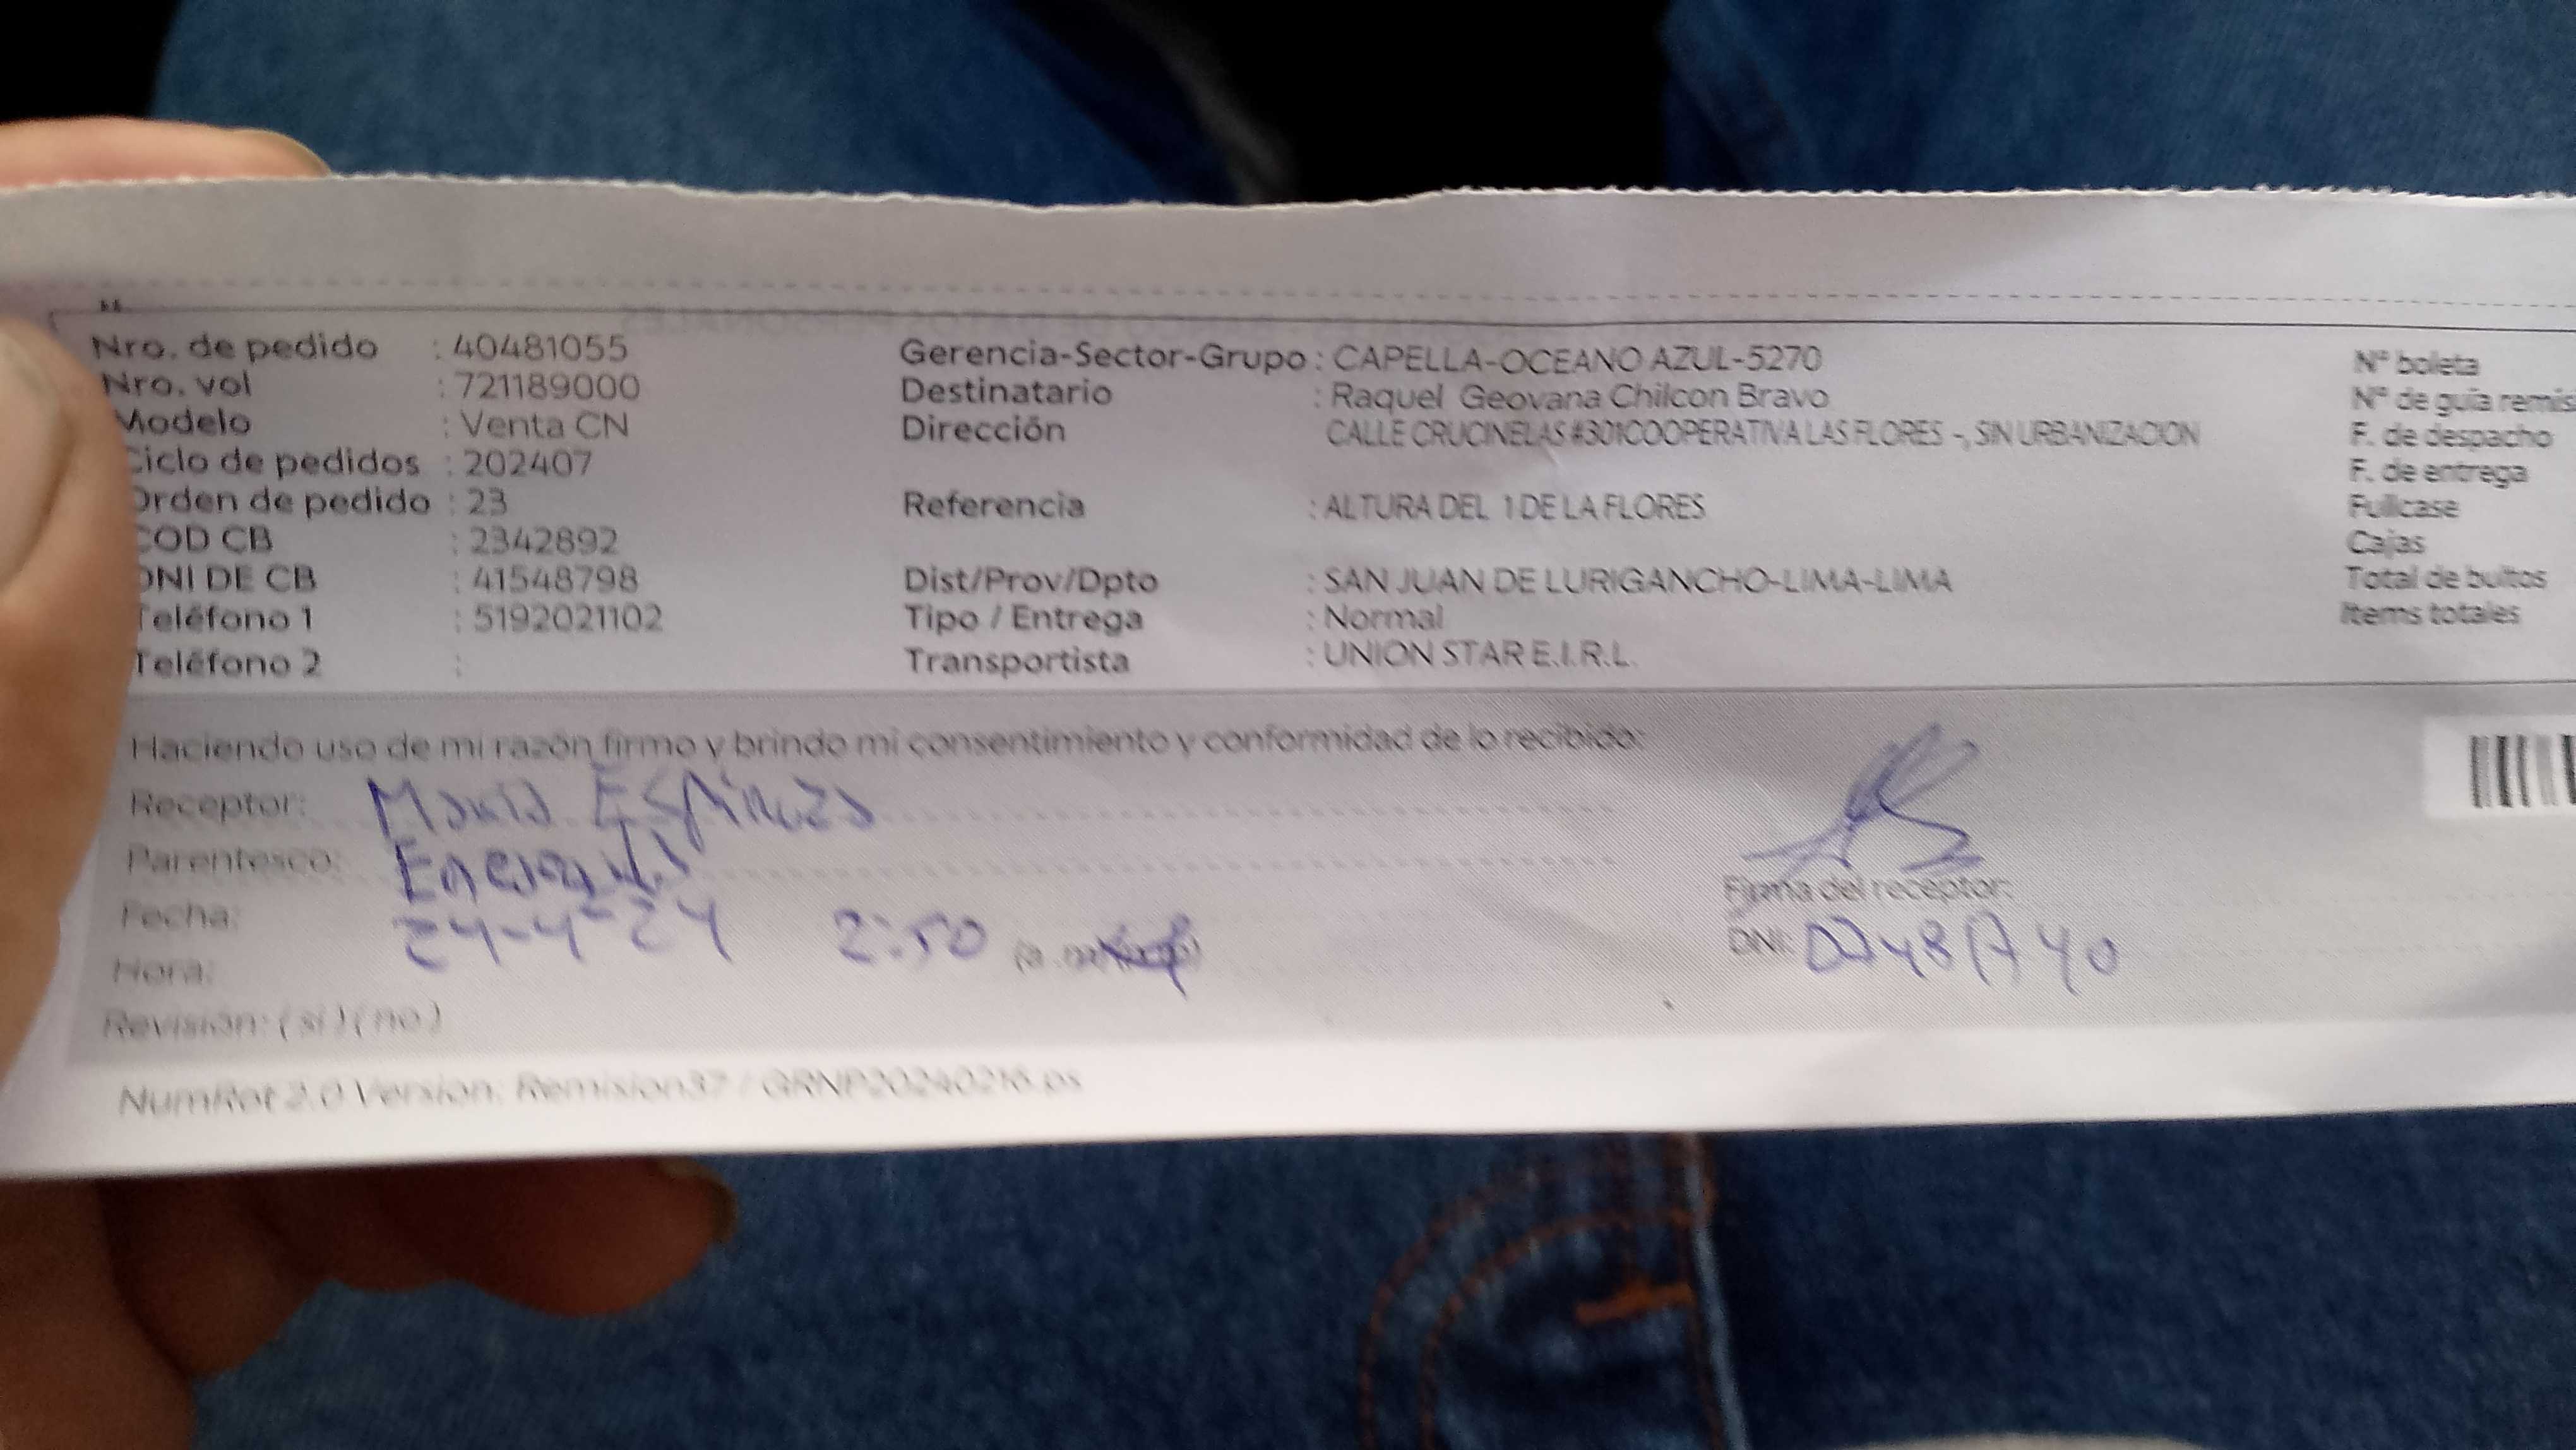 Nro. de pedido : 40481055
Nro. vol : 721189000
Modelo : Venta CN
Ciclo de pedidos : 202407
Orden de pedido : 23
COD CB : 2342892
DNI DE CB : 41548798
Teléfono 1 : 5192021102
Teléfono 2 :
Gerencia-Sector-Grupo : CAPELLA-OCEANO AZUL-5270
Destinatario : Raquel Geovana Chilcon Bravo
Dirección CALLE CRUCINELAS #301COOPERATIVA LAS FLORES -, SIN URBANIZACION
Referencia : ALTURA DEL 1 DE LA FLORES
Dist/Prov/Dpto : SAN JUAN DE LURIGANCHO-LIMA-LIMA
Tipo / Entrega : Normal
Transportista : UNION STAR E.I.R.L.
N° boleta
N° de guía remis
F. de despacho
F. de entrega
Fullcase
Cajas
Total de bultos
Items totales
Haciendo uso de mi razón firmo y brindo mi consentimiento y conformidad de lo recibido:
Receptor: Maria Espinoza
Parentesco:
Fecha: 24-4-24
Hora: 2:50
Revisión: (si) (no)
Firma del receptor:
DNI:
NumRot 2.0 Version. Remision37 / GRNP20240216.ps